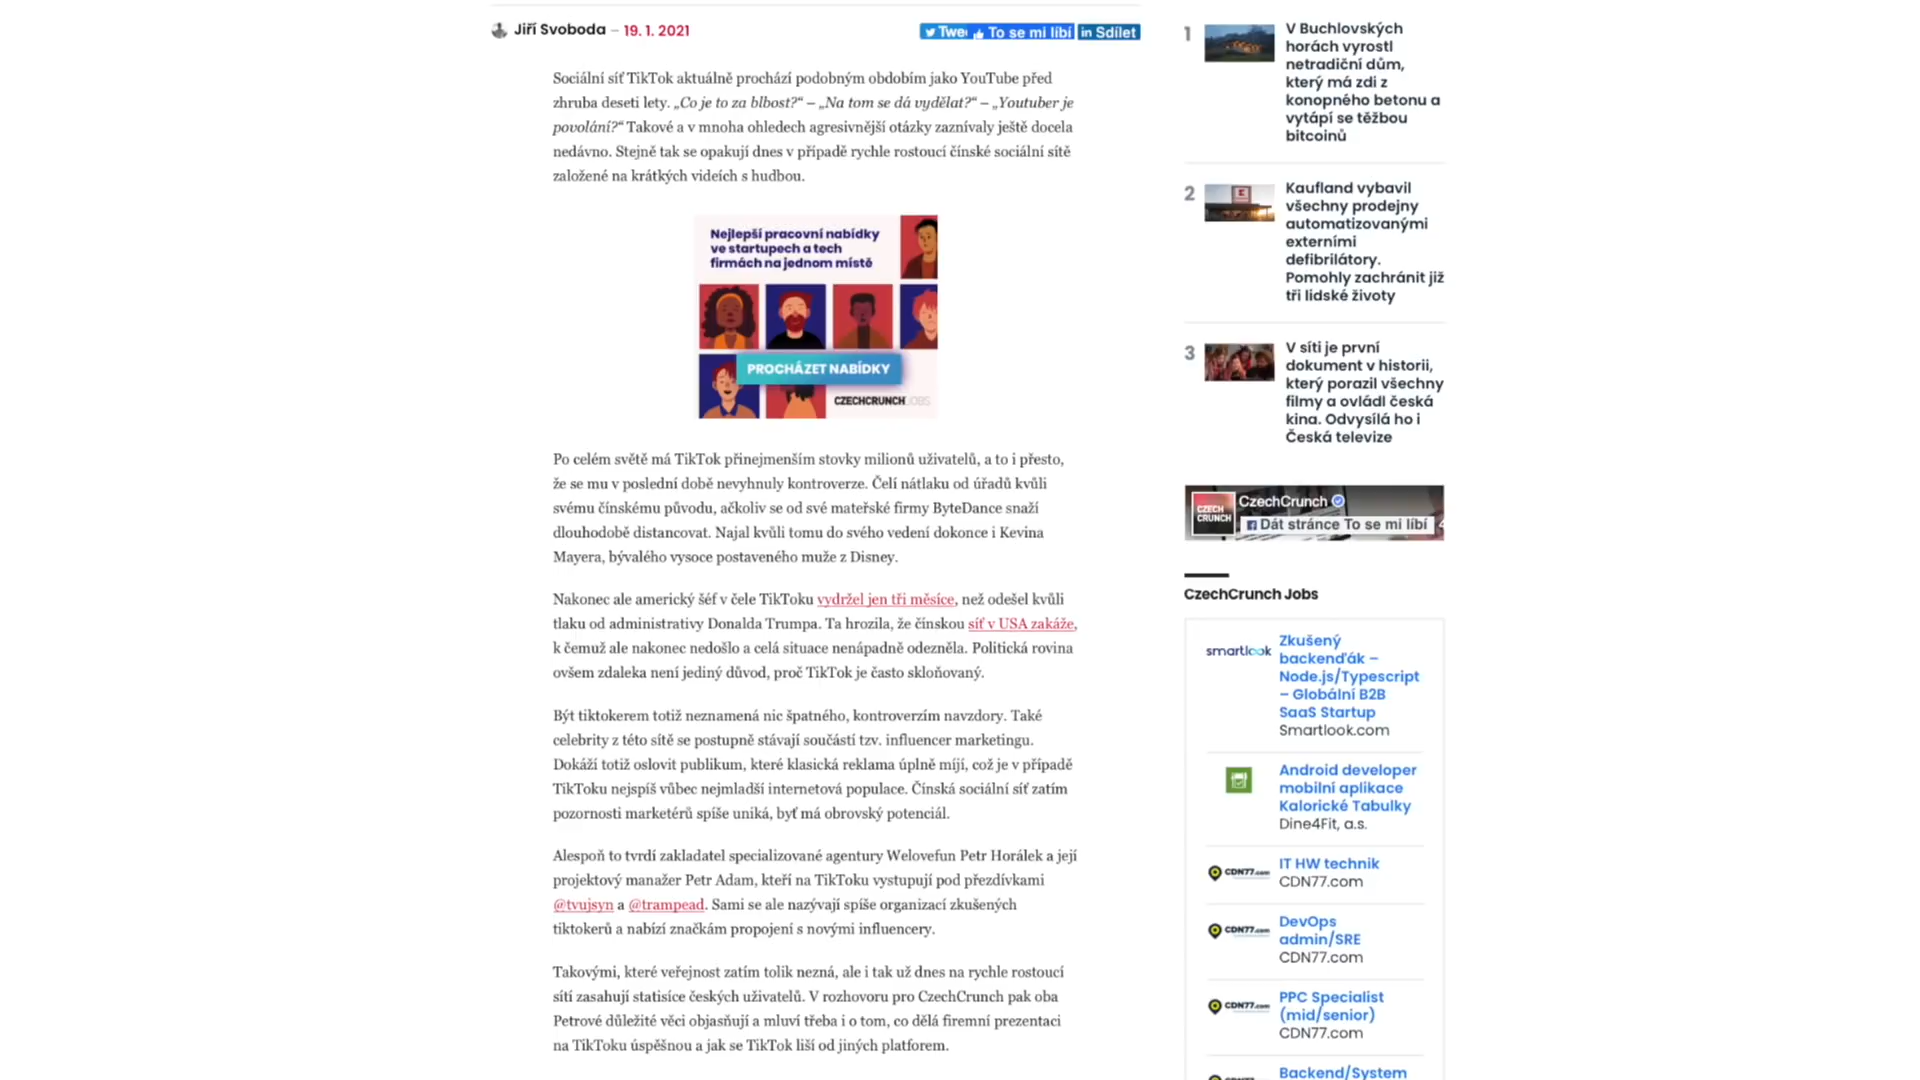 Jiří Svoboda – 19. 1. 2021
To se mi líbí
in Sdílet
Sociální síť TikTok aktuálně prochází podobným obdobím jako YouTube před
zhruba deseti lety. „Co je to za blbost?“ – „Na tom se dá vydělat?“ – „Youtuber je
povolání?“ Takové a v mnoha ohledech agresivnější otázky zaznívaly ještě docela
nedávno. Stejně tak se opakují dnes v případě rychle rostoucí čínské sociální sítě
založené na krátkých videích s hudbou.
Nejlepší pracovní nabídky
ve startupech a tech
firmách na jednom místě
PROCHÁZET NABÍDKY
CZECHCRUNCH JOBS
Po celém světě má TikTok přinejmenším stovky milionů uživatelů, a to i přesto,
že se mu v poslední době nevyhnuly kontroverze. Čelí nátlaku od úřadů kvůli
svému čínskému původu, ačkoliv se od své mateřské firmy ByteDance snaží
dlouhodobě distancovat. Najal kvůli tomu do svého vedení dokonce i Kevina
Mayera, bývalého vysoce postaveného muže z Disney.
Nakonec ale americký šéf v čele TikToku vydržel jen tři měsíce, než odešel kvůli
tlaku od administrativy Donalda Trumpa. Ta hrozila, že čínskou síť v USA zakáže,
k čemuž ale nakonec nedošlo a celá situace nenápadně odezněla. Politická rovina
ovšem zdaleka není jediný důvod, proč TikTok je často skloňovaný.
Být tiktokerem totiž neznamená nic špatného, kontroverzím navzdory. Také
celebrity z této sítě se postupně stávají součástí tzv. influencer marketingu.
Dokáží totiž oslovit publikum, které klasická reklama úplně míjí, což je v případě
TikToku nejspíš vůbec nejmladší internetová populace. Čínská sociální síť zatím
pozornosti marketérů spíše uniká, byť má obrovský potenciál.
Alespoň to tvrdí zakladatel specializované agentury Welovefun Petr Horálek a její
projektový manažer Petr Adam, kteří na TikToku vystupují pod přezdívkami
@tvujsyn a @trampead. Sami se ale nazývají spíše organizací zkušených
tiktokerů a nabízí značkám propojení s novými influencery.
Takovými, které veřejnost zatím tolik nezná, ale i tak už dnes na rychle rostoucí
síti zasahují statisíce českých uživatelů. V rozhovoru pro CzechCrunch pak oba
Petrové důležité věci objasňují a mluví třeba i o tom, co dělá firemní prezentaci
na TikToku úspěšnou a jak se TikTok liší od jiných platforem.
1
V Buchlovských
horách vyrostl
netradiční dům,
který má zdi z
konopného betonu a
vytápí se těžbou
bitcoinů
2
Kaufland vybavil
všechny prodejny
automatizovanými
externími
defibrilátory.
Pomohly zachránit již
tři lidské životy
3
V síti je první
dokument v historii,
který porazil všechny
filmy a ovládl česká
kina. Odvysílá ho i
Česká televize
CZECH
CRUNCH
CzechCrunch
Dát stránce To se mi líbí
CzechCrunch Jobs
smartlook
Zkušený
backenďák –
Node.js/Typescript
– Globální B2B
SaaS Startup
Smartlook.com
Android developer
mobilní aplikace
Kalorické Tabulky
Dine4Fit, a.s.
CDN77.com
IT HW technik
CDN77.com
CDN77.com
DevOps
admin/SRE
CDN77.com
CDN77.com
PPC Specialist
(mid/senior)
CDN77.com
Backend/System